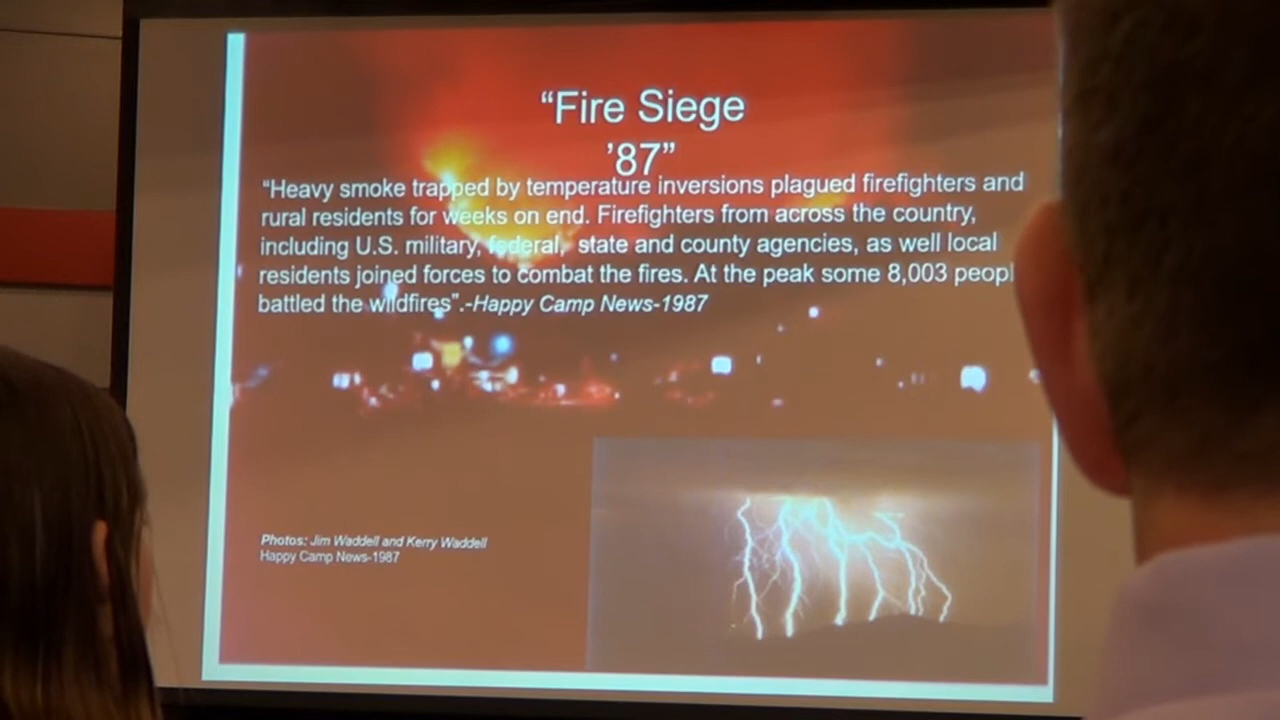 “Fire Siege
’87”
“Heavy smoke trapped by temperature inversions plagued firefighters and
rural residents for weeks on end. Firefighters from across the country,
including U.S. military, federal, state and county agencies, as well local
residents joined forces to combat the fires. At the peak some 8,003 peopl
battled the wildfires”.-Happy Camp News-1987
Photos: Jim Waddell and Kerry Waddell
Happy Camp News-1987